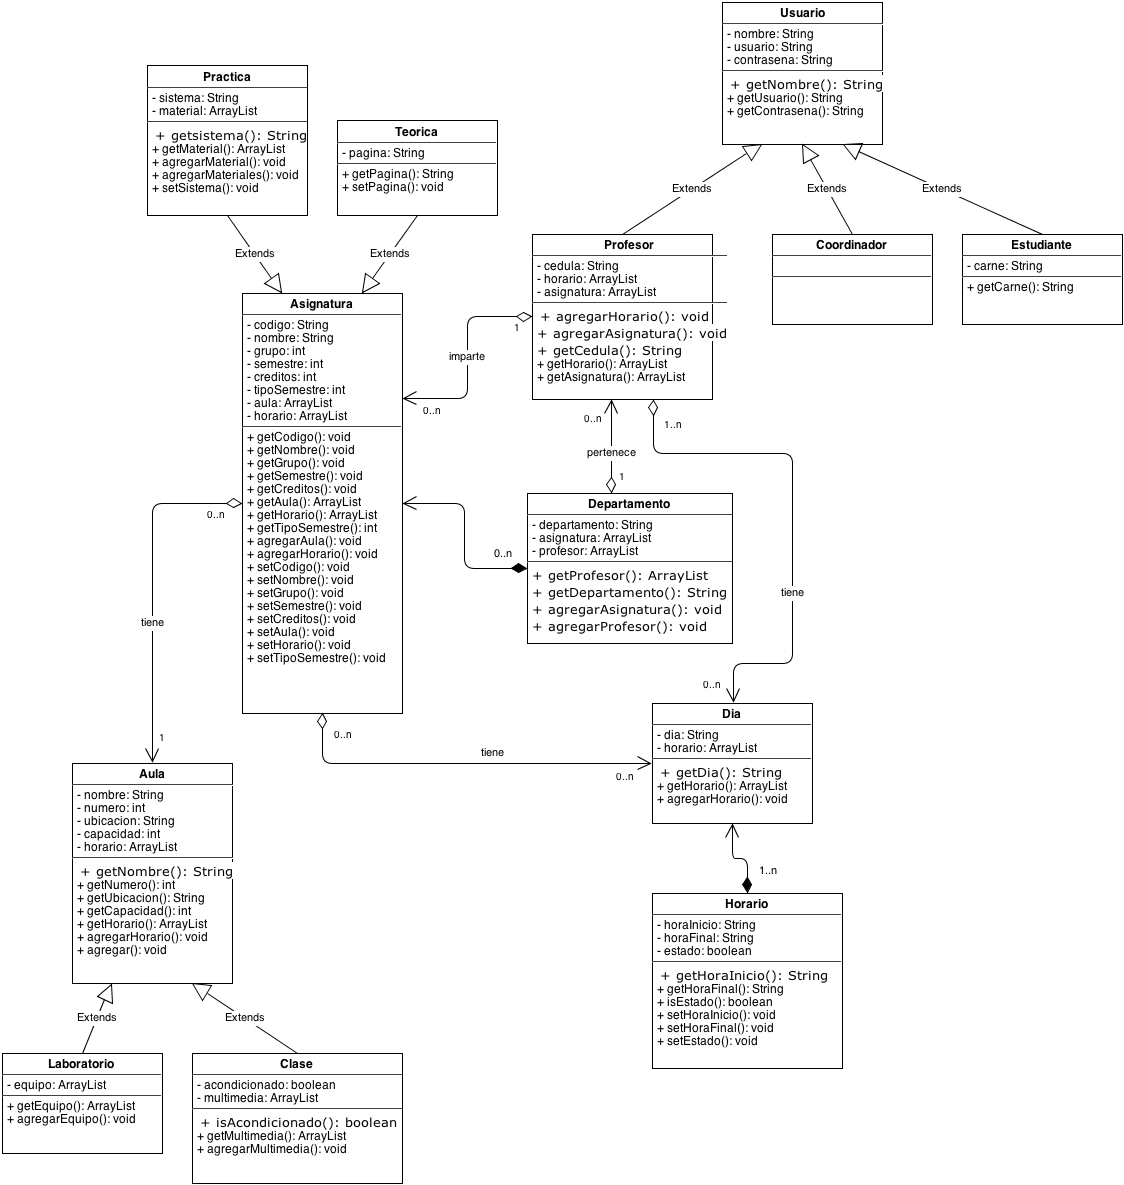 Usuario
- nombre: String
- usuario: String
- contrasena: String
+ getNombre(): String
+ getUsuario(): String
+ getContrasena(): String
Practica
- sistema: String
- material: ArrayList
+ getsistema(): String
+ getMaterial(): ArrayList
+ agregarMaterial(): void
+ agregarMateriales(): void
+ setSistema(): void
Teorica
- pagina: String
+ getPagina(): String
+ setPagina(): void
Extends
Extends
Extends
Extends
Extends
Profesor
- cedula: String
- horario: ArrayList
- asignatura: ArrayList
+ agregarHorario(): void
+ agregarAsignatura(): void
+ getCedula(): String
+ getHorario(): ArrayList
+ getAsignatura(): ArrayList
Coordinador
Estudiante
- carne: String
+ getCarne(): String
Asignatura
- codigo: String
- nombre: String
- grupo: int
- semestre: int
- creditos: int
- tipoSemestre: int
- aula: ArrayList
- horario: ArrayList
+ getCodigo(): void
+ getNombre(): void
+ getGrupo(): void
+ getSemestre(): void
+ getCreditos(): void
+ getAula(): ArrayList
+ getHorario(): ArrayList
+ getTipoSemestre(): int
+ agregarAula(): void
+ agregarHorario(): void
+ setCodigo(): void
+ setNombre(): void
+ setGrupo(): void
+ setSemestre(): void
+ setCreditos(): void
+ setAula(): void
+ setHorario(): void
+ setTipoSemestre(): void
1
imparte
0..n
0..n
pertenece
1
1..n
tiene
0..n
Departamento
- departamento: String
- asignatura: ArrayList
- profesor: ArrayList
+ getProfesor(): ArrayList
+ getDepartamento(): String
+ agregarAsignatura(): void
+ agregarProfesor(): void
0..n
0..n
tiene
1
0..n
tiene
0..n
Dia
- dia: String
- horario: ArrayList
+ getDia(): String
+ getHorario(): ArrayList
+ agregarHorario(): void
1..n
Aula
- nombre: String
- numero: int
- ubicacion: String
- capacidad: int
- horario: ArrayList
+ getNombre(): String
+ getNumero(): int
+ getUbicacion(): String
+ getCapacidad(): int
+ getHorario(): ArrayList
+ agregarHorario(): void
+ agregar(): void
Horario
- horaInicio: String
- horaFinal: String
- estado: boolean
+ getHoraInicio(): String
+ getHoraFinal(): String
+ isEstado(): boolean
+ setHoraInicio(): void
+ setHoraFinal(): void
+ setEstado(): void
Extends
Extends
Laboratorio
- equipo: ArrayList
+ getEquipo(): ArrayList
+ agregarEquipo(): void
Clase
- acondicionado: boolean
- multimedia: ArrayList
+ isAcondicionado(): boolean
+ getMultimedia(): ArrayList
+ agregarMultimedia(): void